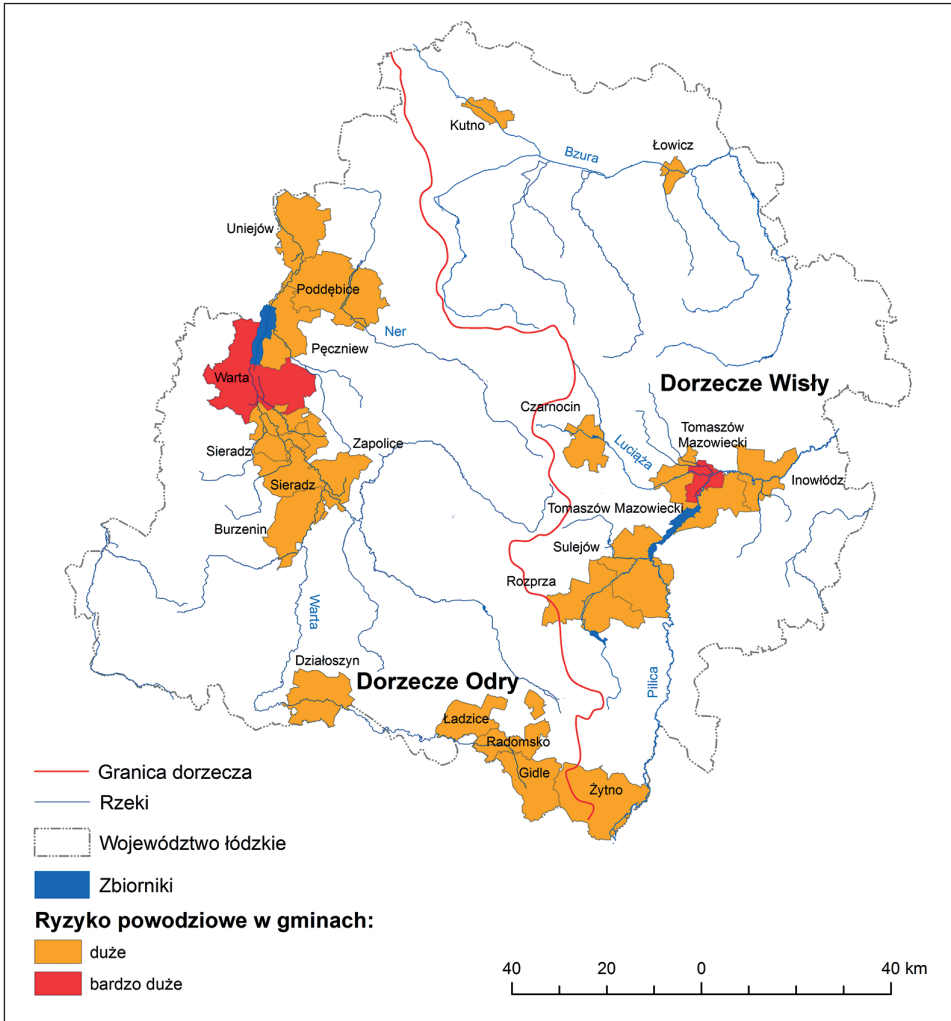 Kutno
Bzura
Łowicz
Uniejów
Poddębice
Ner
Pęczniew
Warta
Dorzecze Wisły
Czarnocin
Tomaszów
Mazowiecki
Luciąża
Sieradz
Zapolice
Sieradz
Inowłódz
Tomaszów Mazowiecki
Burzenin
Sulejów
Rozprza
Warta
Pilica
Działoszyn
Dorzecze Odry
Ładzice
Radomsko
Gidle
Żytno
Granica dorzecza
Rzeki
Województwo łódzkie
Zbiorniki
Ryzyko powodziowe w gminach:
duże
bardzo duże
40 20 0 40 km